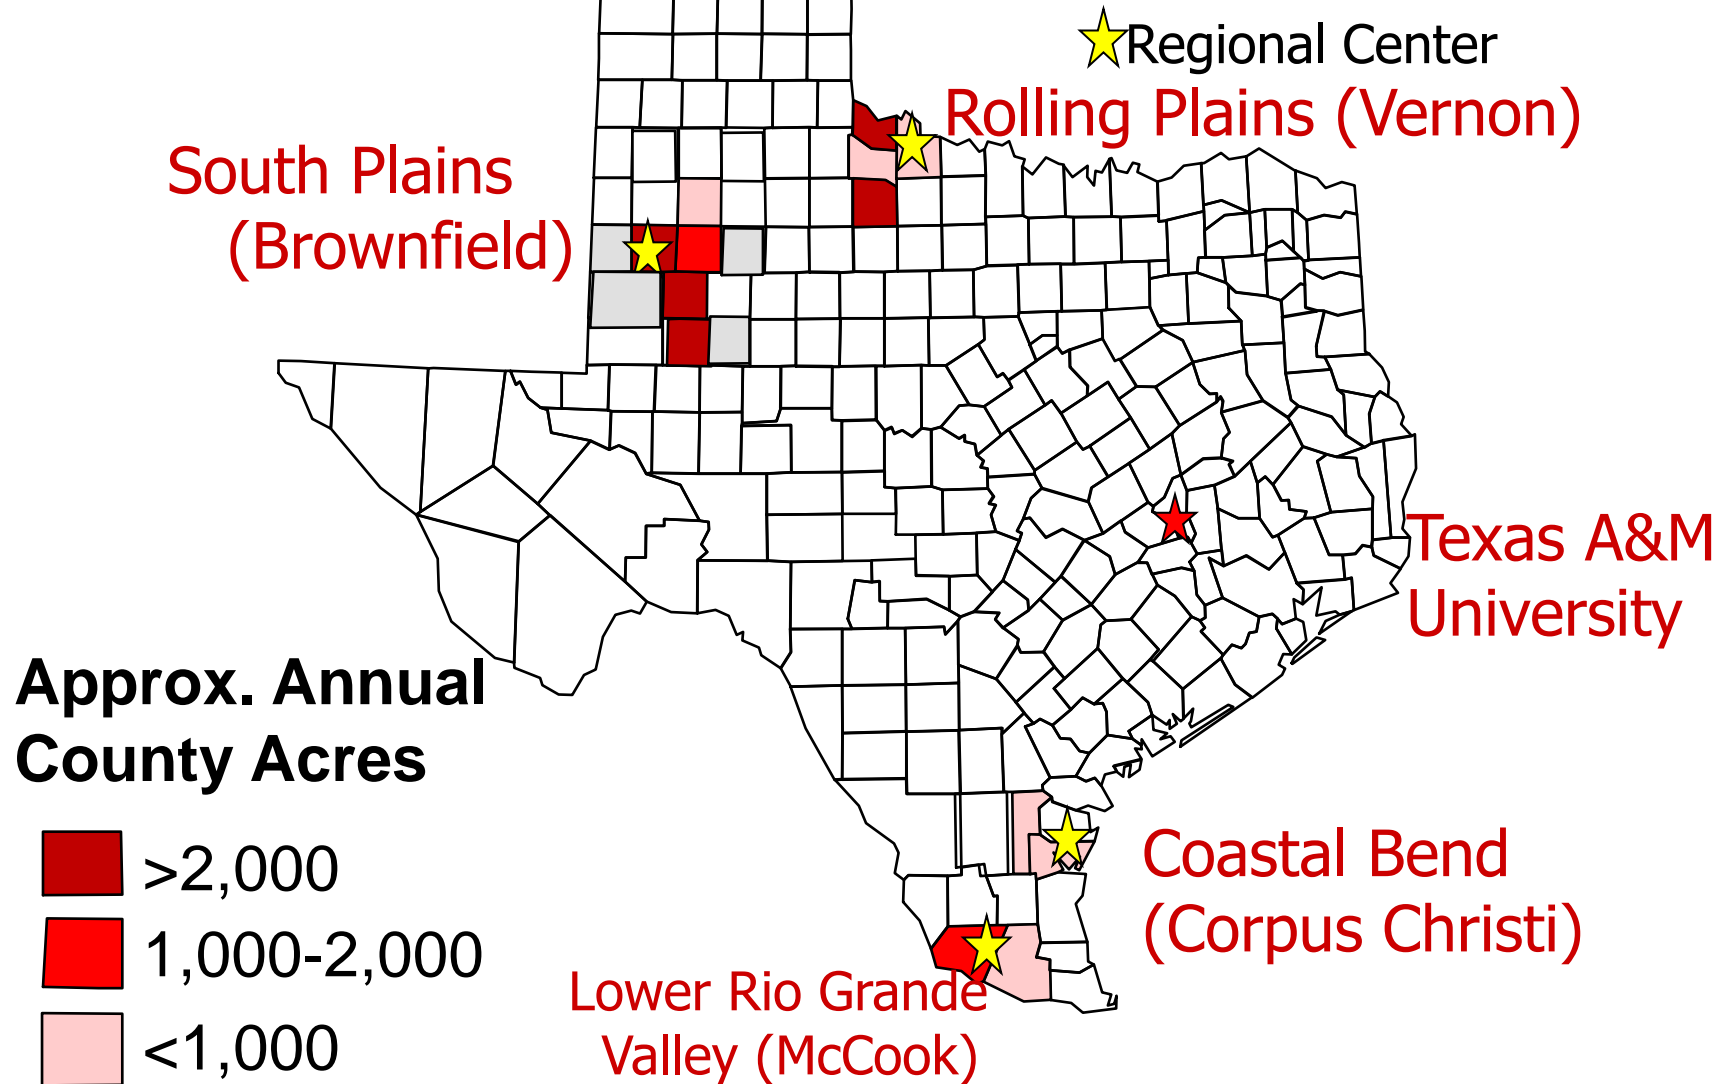 Regional Center
Rolling Plains (Vernon)
South Plains
(Brownfield)
Texas A&M
University
Approx. Annual
County Acres
>2,000
1,000-2,000
<1,000
Coastal Bend
(Corpus Christi)
Lower Rio Grande
Valley (McCook)